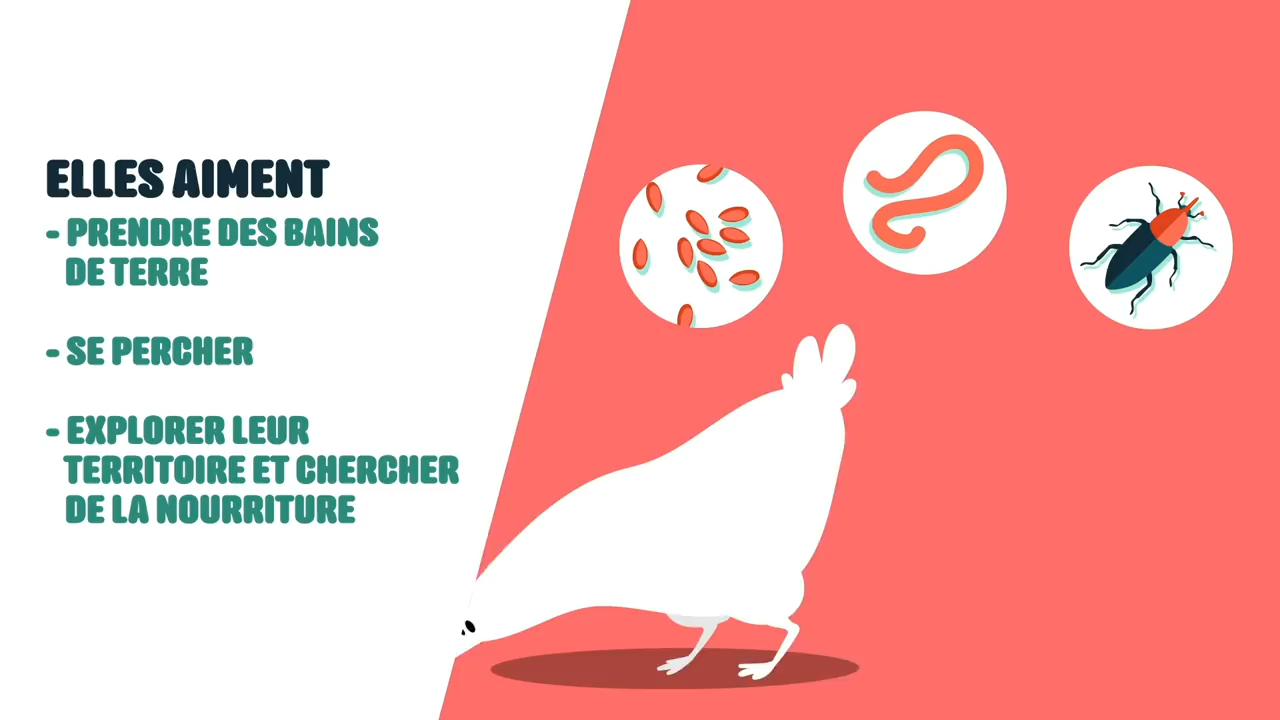 ELLES AIMENT
- PRENDRE DES BAINS
DE TERRE
- SE PERCHER
- EXPLORER LEUR
TERRITOIRE ET CHERCHER
DE LA NOURRITURE